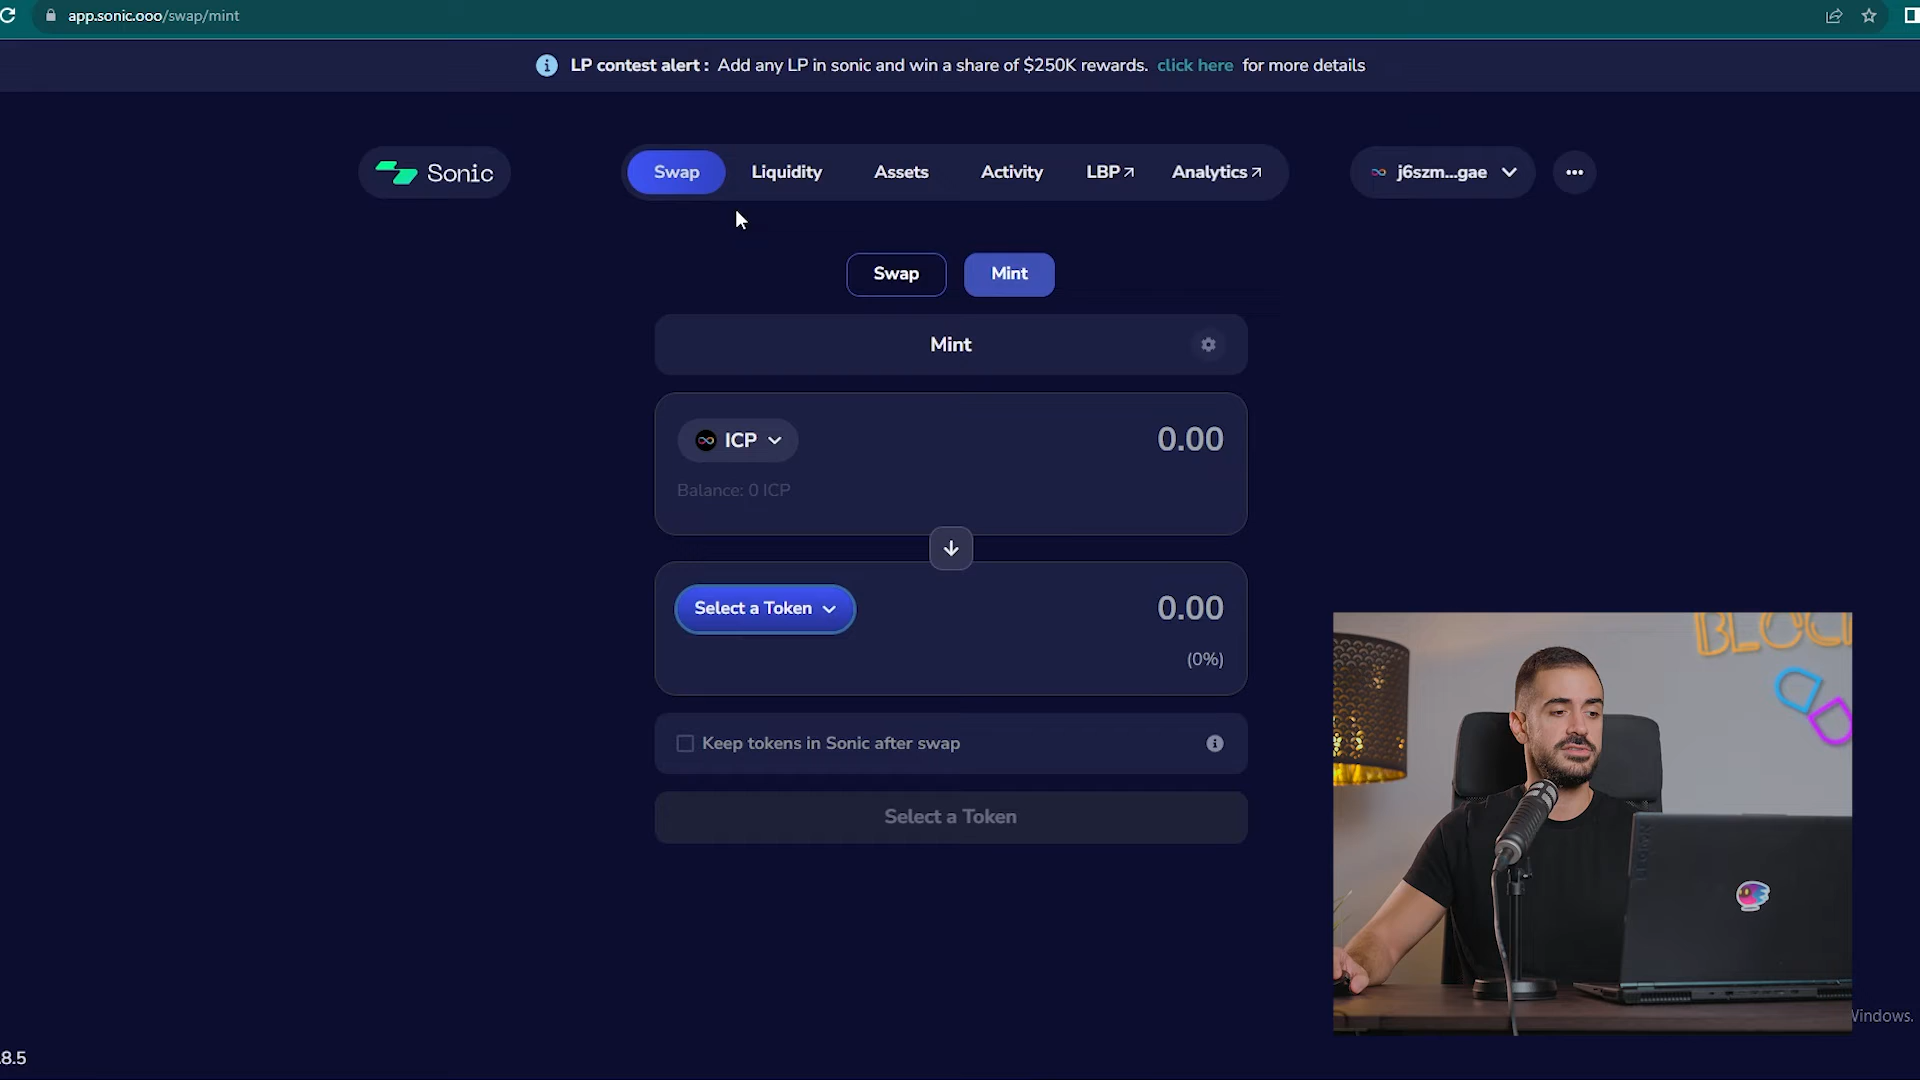 app.sonic.ooo/swap/mint
LP contest alert : Add any LP in sonic and win a share of $250K rewards. click here for more details
Sonic
Swap
Liquidity
Assets
Activity
LBP↗
Analytics↗
j6szm...gae
Swap
Mint
Mint
ICP
0.00
Balance: 0 ICP
Select a Token
0.00
(0%)
Keep tokens in Sonic after swap
Select a Token
BLOC
LEGION
Windows.
8.5